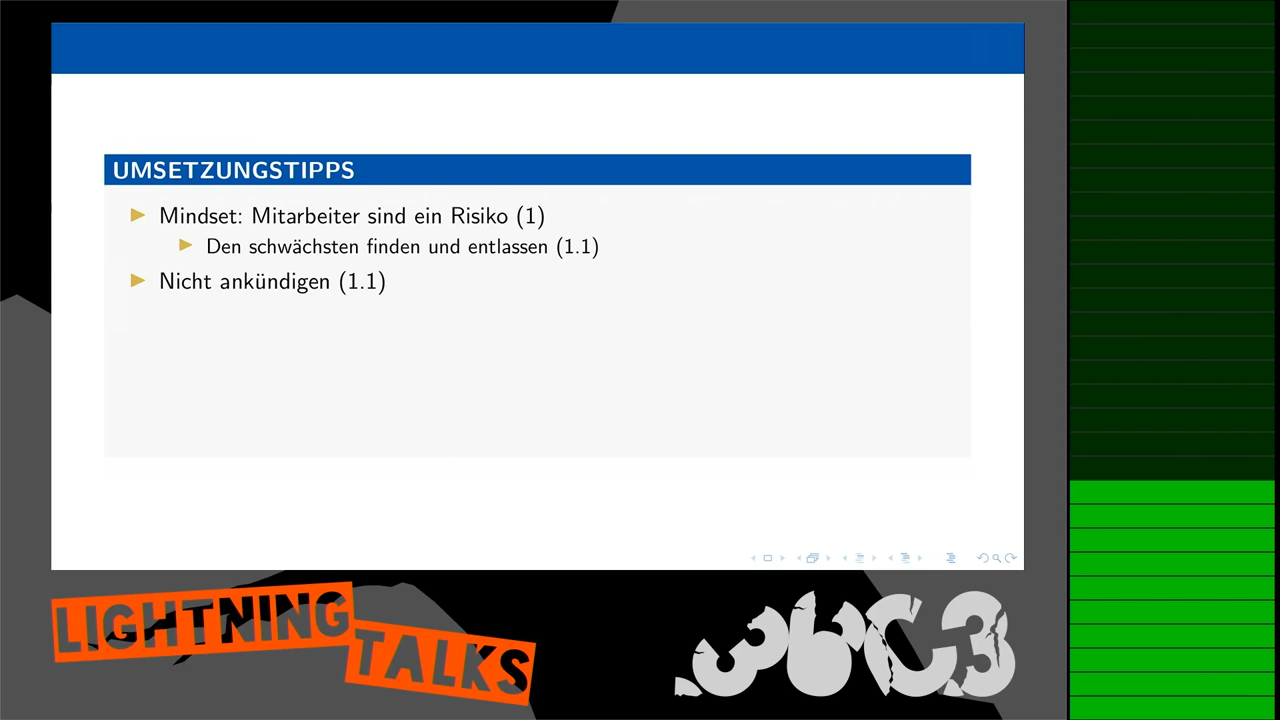 UMSETZUNGSTIPPS
Mindset: Mitarbeiter sind ein Risiko (1)
Den schwächsten finden und entlassen (1.1)
Nicht ankündigen (1.1)
LIGHTNING
TALKS
36C3